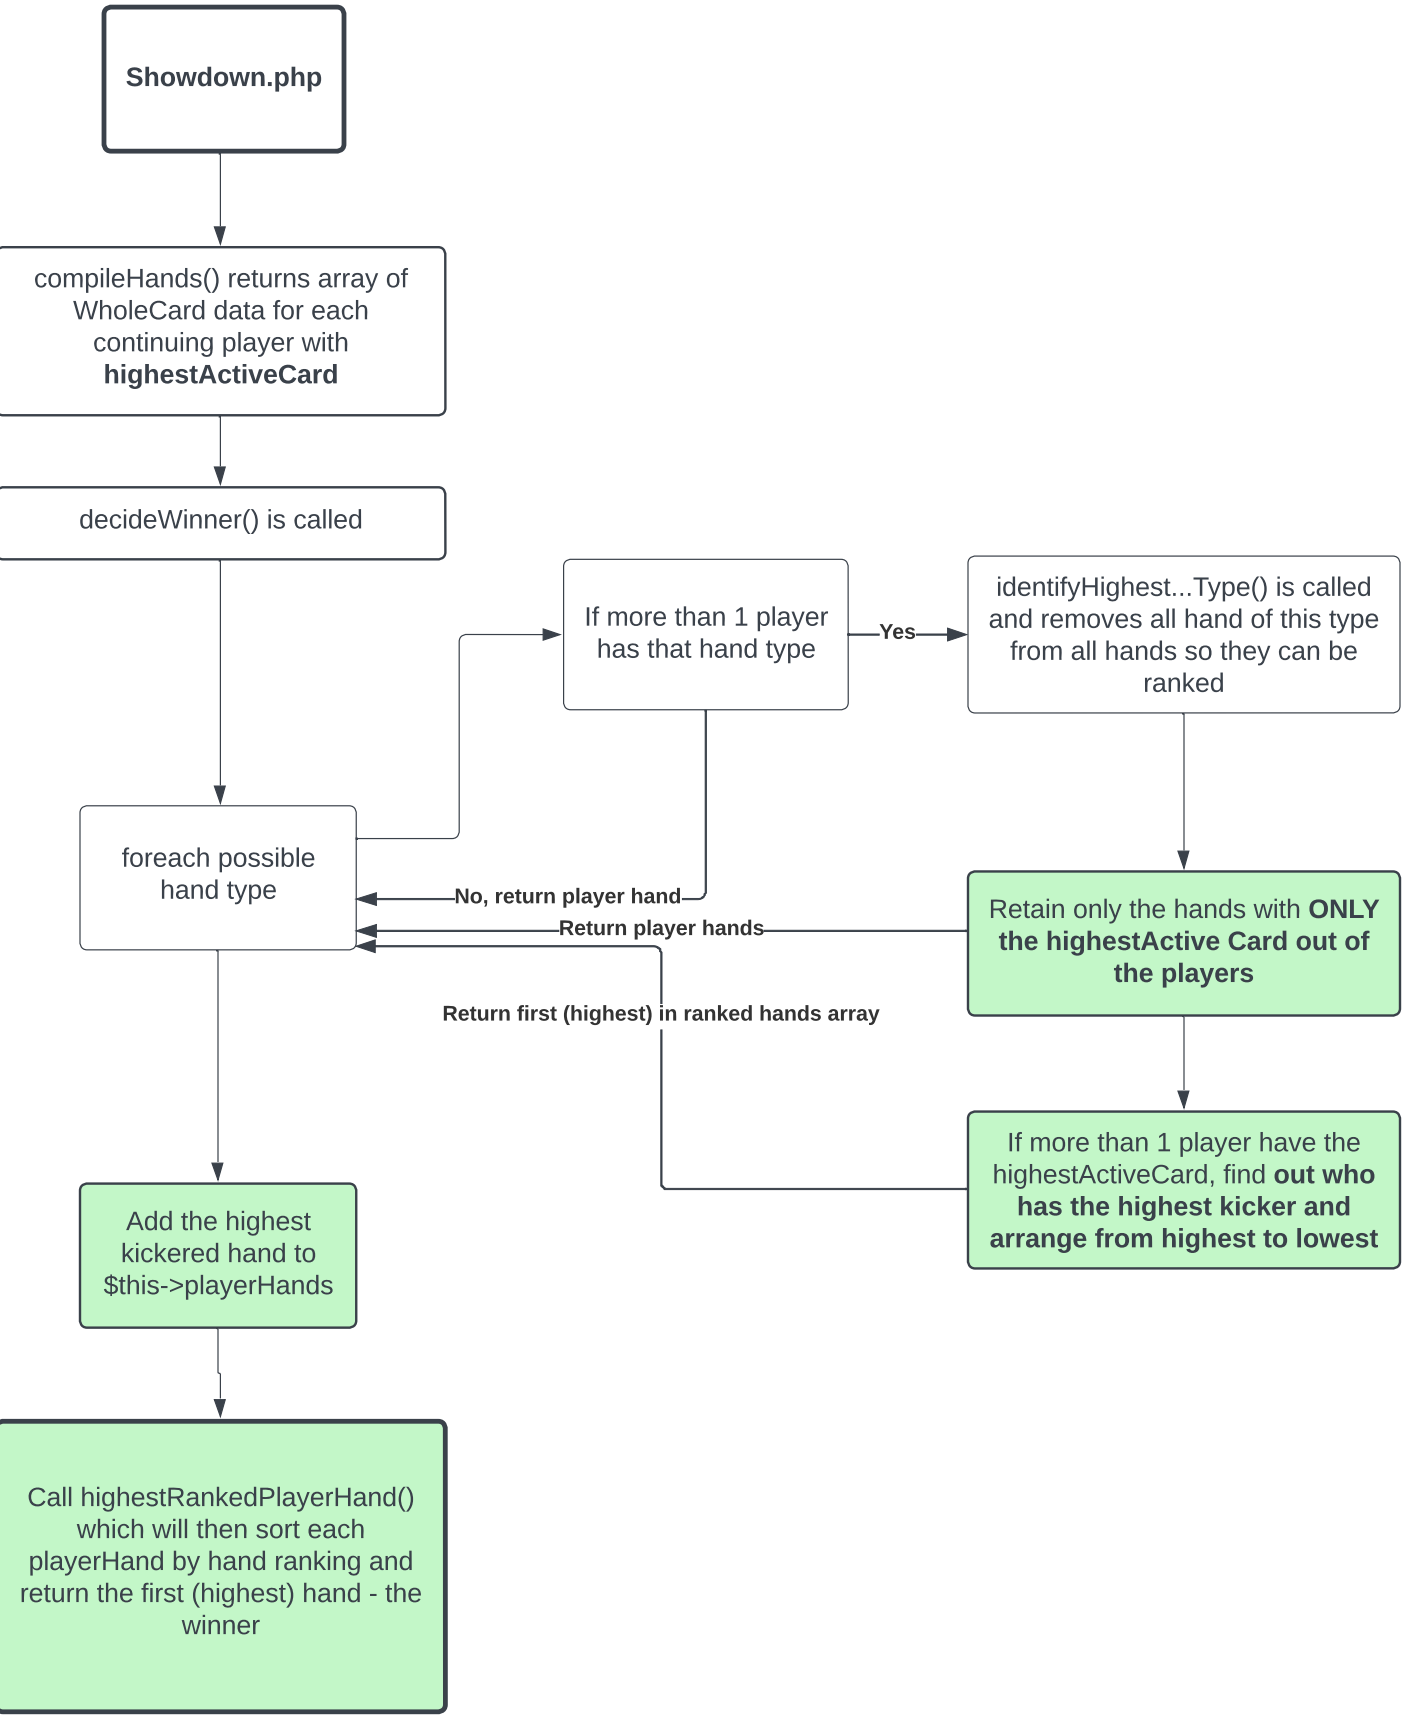 Showdown.php
compileHands() returns array of
WholeCard data for each
continuing player with
highestActiveCard
decideWinner() is called
If more than 1 player
has that hand type
Yes
identifyHighest...Type() is called
and removes all hand of this type
from all hands so they can be
ranked
foreach possible
hand type
No, return player hand
Return player hands
Retain only the hands with ONLY
the highestActive Card out of
the players
Return first (highest) in ranked hands array
If more than 1 player have the
highestActiveCard, find out who
has the highest kicker and
arrange from highest to lowest
Add the highest
kickered hand to
$this->playerHands
Call highestRankedPlayerHand()
which will then sort each
playerHand by hand ranking and
return the first (highest) hand - the
winner